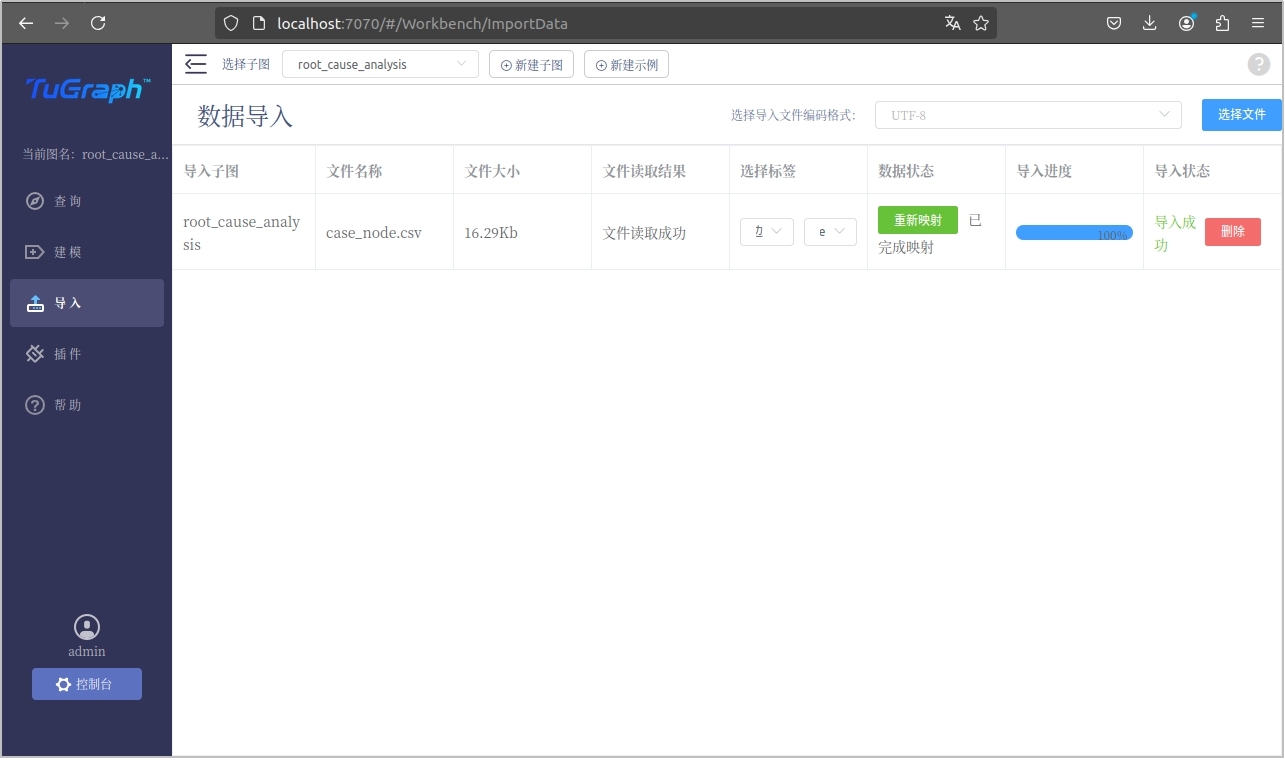 localhost:7070/#/Workbench/ImportData
TuGraph™
选择子图
root_cause_analysis
新建子图
新建示例
?
数据导入
选择导入文件编码格式：
UTF-8
选择文件
当前图名：root_cause_a...
查询
建模
导入
插件
帮助
导入子图
文件名称
文件大小
文件读取结果
选择标签
数据状态
导入进度
导入状态
root_cause_analy
sis
case_node.csv
16.29Kb
文件读取成功
e
重新映射 已
完成映射
100%
导入成
功
删除
admin
控制台